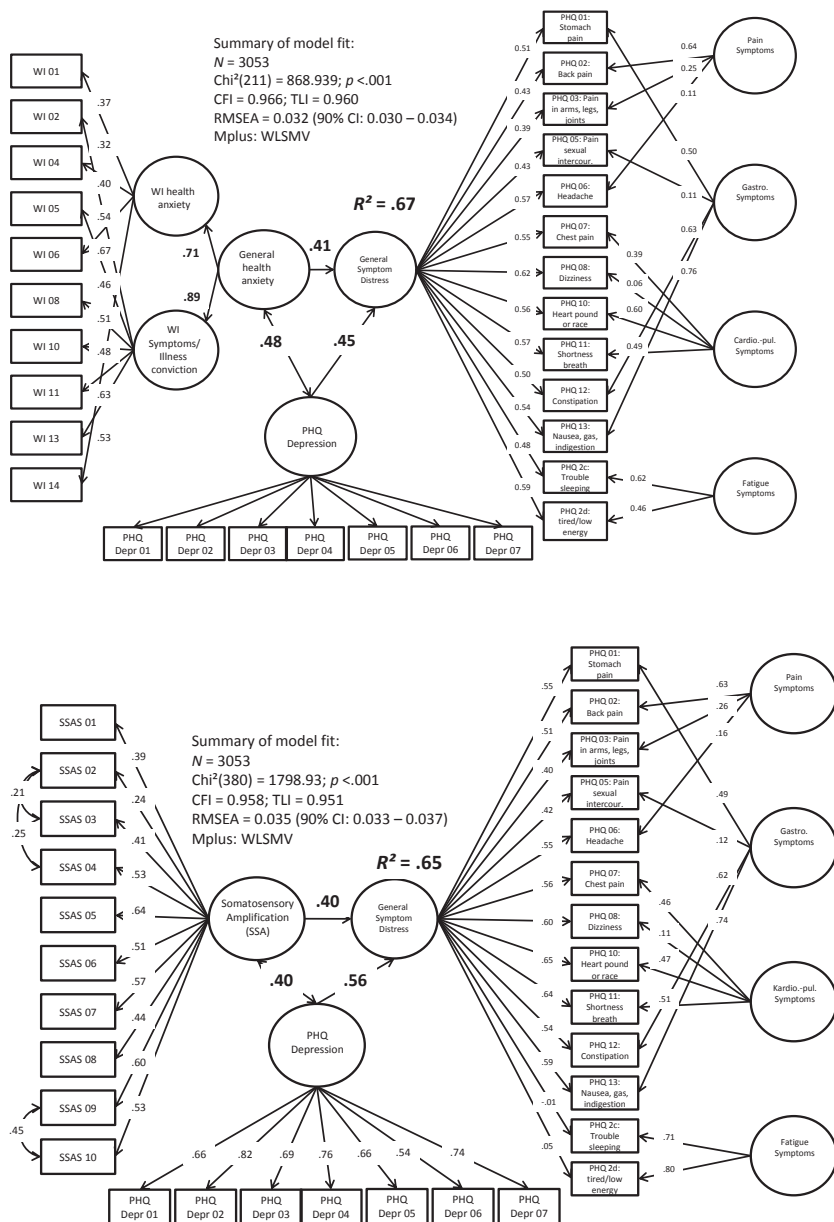 Summary of model fit:
N = 3053
Chi²(211) = 868.939; p <.001
CFI = 0.966; TLI = 0.960
RMSEA = 0.032 (90% CI: 0.030 – 0.034)
Mplus: WLSMV
WI 01
WI 02
WI 04
WI 05
WI 06
WI 08
WI 10
WI 11
WI 13
WI 14
.37
.32
.40
.54
.67
.46
.51
.48
.63
.53
WI health
anxiety
WI Symptoms/
Illness
conviction
.71
.89
General
health
anxiety
.41
R² = .67
General
Symptom
Distress
.48
.45
PHQ
Depression
PHQ
Depr 01
PHQ
Depr 02
PHQ
Depr 03
PHQ
Depr 04
PHQ
Depr 05
PHQ
Depr 06
PHQ
Depr 07
0.51
0.43
0.39
0.43
0.57
0.55
0.62
0.56
0.57
0.50
0.54
0.48
0.59
PHQ 01:
Stomach
pain
PHQ 02:
Back pain
PHQ 03: Pain
in arms, legs,
joints
PHQ 05: Pain
sexual
intercour.
PHQ 06:
Headache
PHQ 07:
Chest pain
PHQ 08:
Dizziness
PHQ 10:
Heart pound
or race
PHQ 11:
Shortness
breath
PHQ 12:
Constipation
PHQ 13:
Nausea, gas,
indigestion
PHQ 2c:
Trouble
sleeping
PHQ 2d:
tired/low
energy
0.64
0.25
0.11
0.50
0.11
0.63
0.76
0.39
0.06
0.60
0.49
0.62
0.46
Pain
Symptoms
Gastro.
Symptoms
Cardio.-pul.
Symptoms
Fatigue
Symptoms
Summary of model fit:
N = 3053
Chi²(380) = 1798.93; p <.001
CFI = 0.958; TLI = 0.951
RMSEA = 0.035 (90% CI: 0.033 – 0.037)
Mplus: WLSMV
SSAS 01
SSAS 02
SSAS 03
SSAS 04
SSAS 05
SSAS 06
SSAS 07
SSAS 08
SSAS 09
SSAS 10
.21
.25
.45
.39
.24
.41
.53
.64
.51
.57
.44
.60
.53
Somatosensory
Amplification
(SSA)
.40
R² = .65
General
Symptom
Distress
.40
.56
PHQ
Depression
.66
.82
.69
.76
.66
.54
.74
PHQ
Depr 01
PHQ
Depr 02
PHQ
Depr 03
PHQ
Depr 04
PHQ
Depr 05
PHQ
Depr 06
PHQ
Depr 07
.55
.51
.40
.42
.55
.56
.60
.65
.64
.54
.59
-.01
.05
PHQ 01:
Stomach
pain
PHQ 02:
Back pain
PHQ 03: Pain
in arms, legs,
joints
PHQ 05: Pain
sexual
intercour.
PHQ 06:
Headache
PHQ 07:
Chest pain
PHQ 08:
Dizziness
PHQ 10:
Heart pound
or race
PHQ 11:
Shortness
breath
PHQ 12:
Constipation
PHQ 13:
Nausea, gas,
indigestion
PHQ 2c:
Trouble
sleeping
PHQ 2d:
tired/low
energy
.63
.26
.16
.49
.12
.62
.74
.46
.11
.47
.51
.71
.80
Pain
Symptoms
Gastro.
Symptoms
Kardio.-pul.
Symptoms
Fatigue
Symptoms